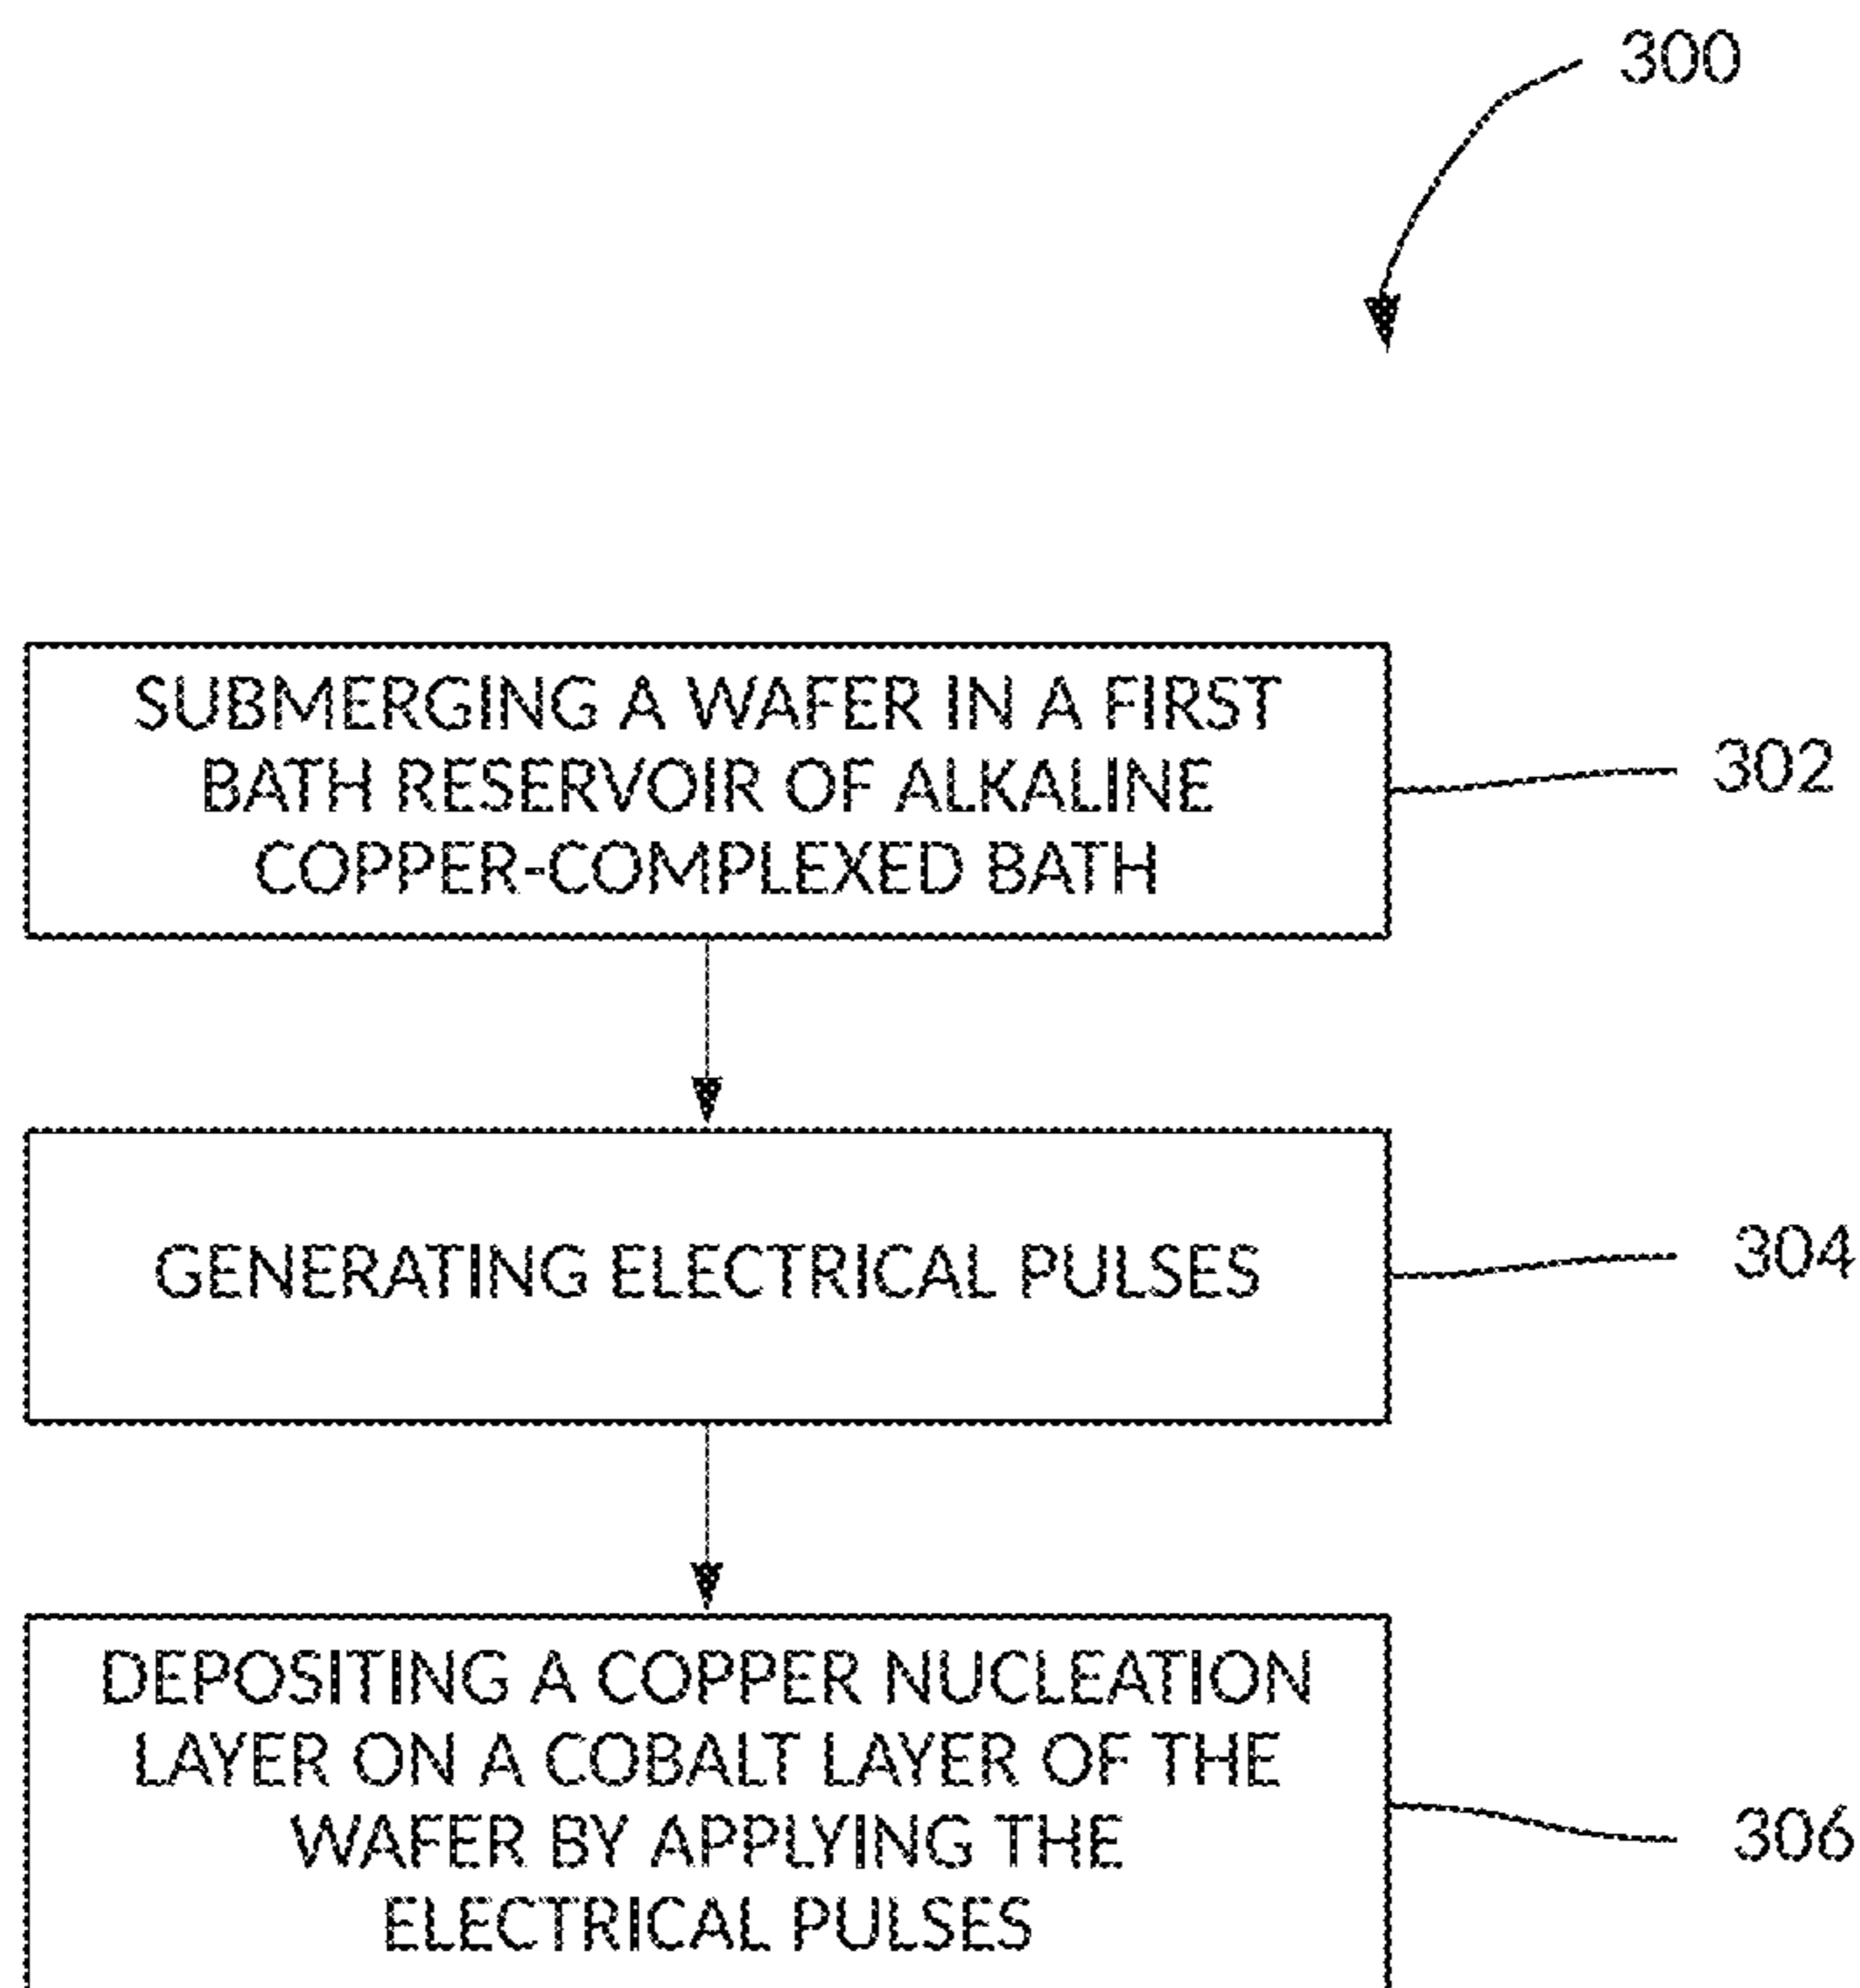 300
SUBMERGING A WAFER IN A FIRST
BATH RESERVOIR OF ALKALINE
COPPER-COMPLEXED BATH
302
GENERATING ELECTRICAL PULSES
304
DEPOSITING A COPPER NUCLEATION
LAYER ON A COBALT LAYER OF THE
WAFER BY APPLYING THE
ELECTRICAL PULSES
306